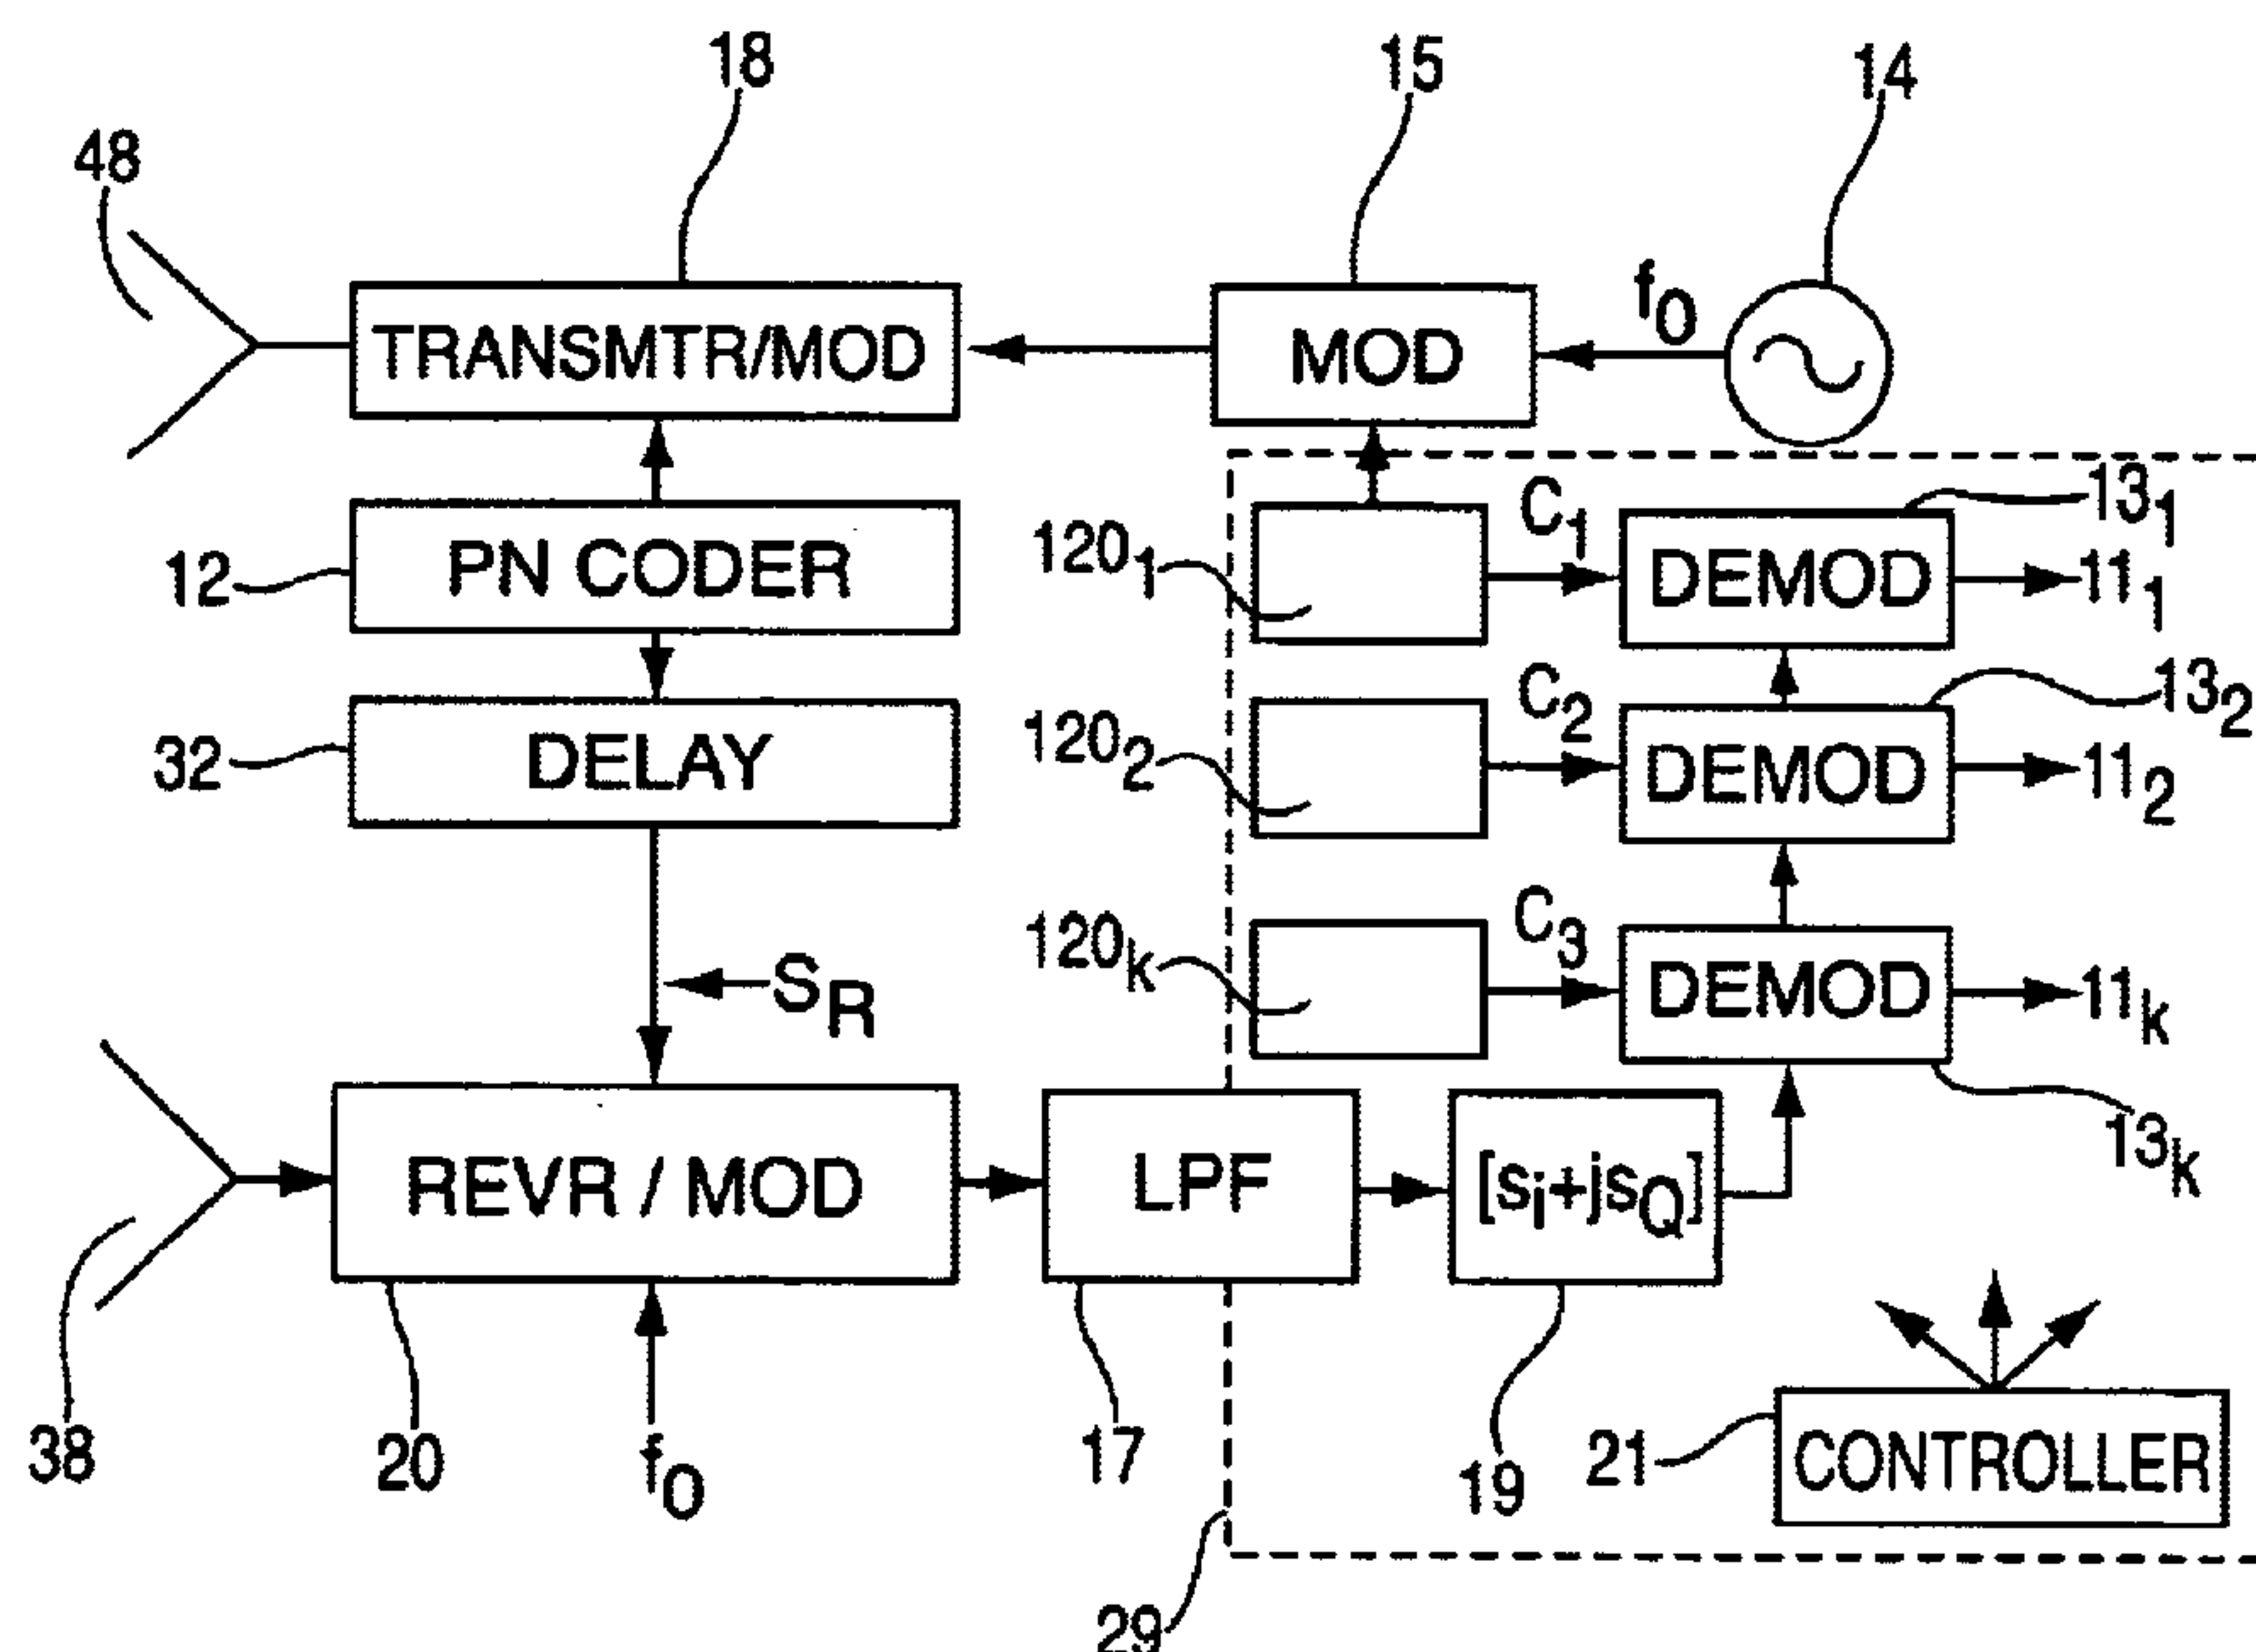 18
15
14
48
f0
TRANSMTR/MOD
MOD
131
C1
1201
PN CODER
DEMOD
111
12
132
C2
1202
32
DELAY
DEMOD
112
C3
120k
SR
DEMOD
11k
REVR / MOD
LPF
[si+jsQ]
13k
38
20
f0
17
19
21
CONTROLLER
29